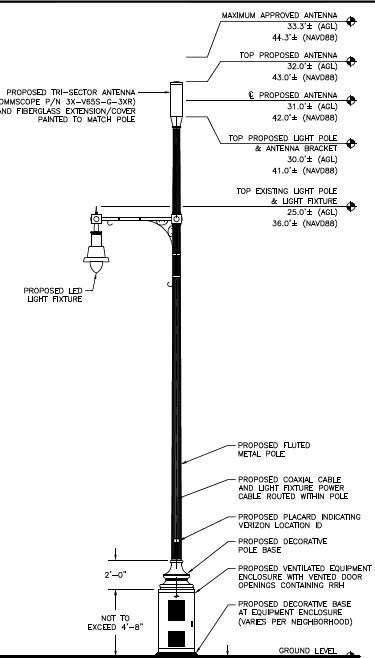 MAXIMUM APPROVED ANTENNA
33.3'± (AGL)
44.3'± (NAVD88)
TOP PROPOSED ANTENNA
32.0'± (AGL)
43.0'± (NAVD88)
PROPOSED TRI-SECTOR ANTENNA
OMMSCOPE P/N 3X-V65S-G-3XR)
AND FIBERGLASS EXTENSION/COVER
PAINTED TO MATCH POLE
℄ PROPOSED ANTENNA
31.0'± (AGL)
42.0'± (NAVD88)
TOP PROPOSED LIGHT POLE
& ANTENNA BRACKET
30.0'± (AGL)
41.0'± (NAVD88)
TOP EXISTING LIGHT POLE
& LIGHT FIXTURE
25.0'± (AGL)
36.0'± (NAVD88)
PROPOSED LED
LIGHT FIXTURE
PROPOSED FLUTED
METAL POLE
PROPOSED COAXIAL CABLE
AND LIGHT FIXTURE POWER
CABLE ROUTED WITHIN POLE
PROPOSED PLACARD INDICATING
VERIZON LOCATION ID
PROPOSED DECORATIVE
POLE BASE
2'-0"
PROPOSED VENTILATED EQUIPMENT
ENCLOSURE WITH VENTED DOOR
OPENINGS CONTAINING RRH
NOT TO
EXCEED 4'-8"
PROPOSED DECORATIVE BASE
AT EQUIPMENT ENCLOSURE
(VARIES PER NEIGHBORHOOD)
GROUND LEVEL